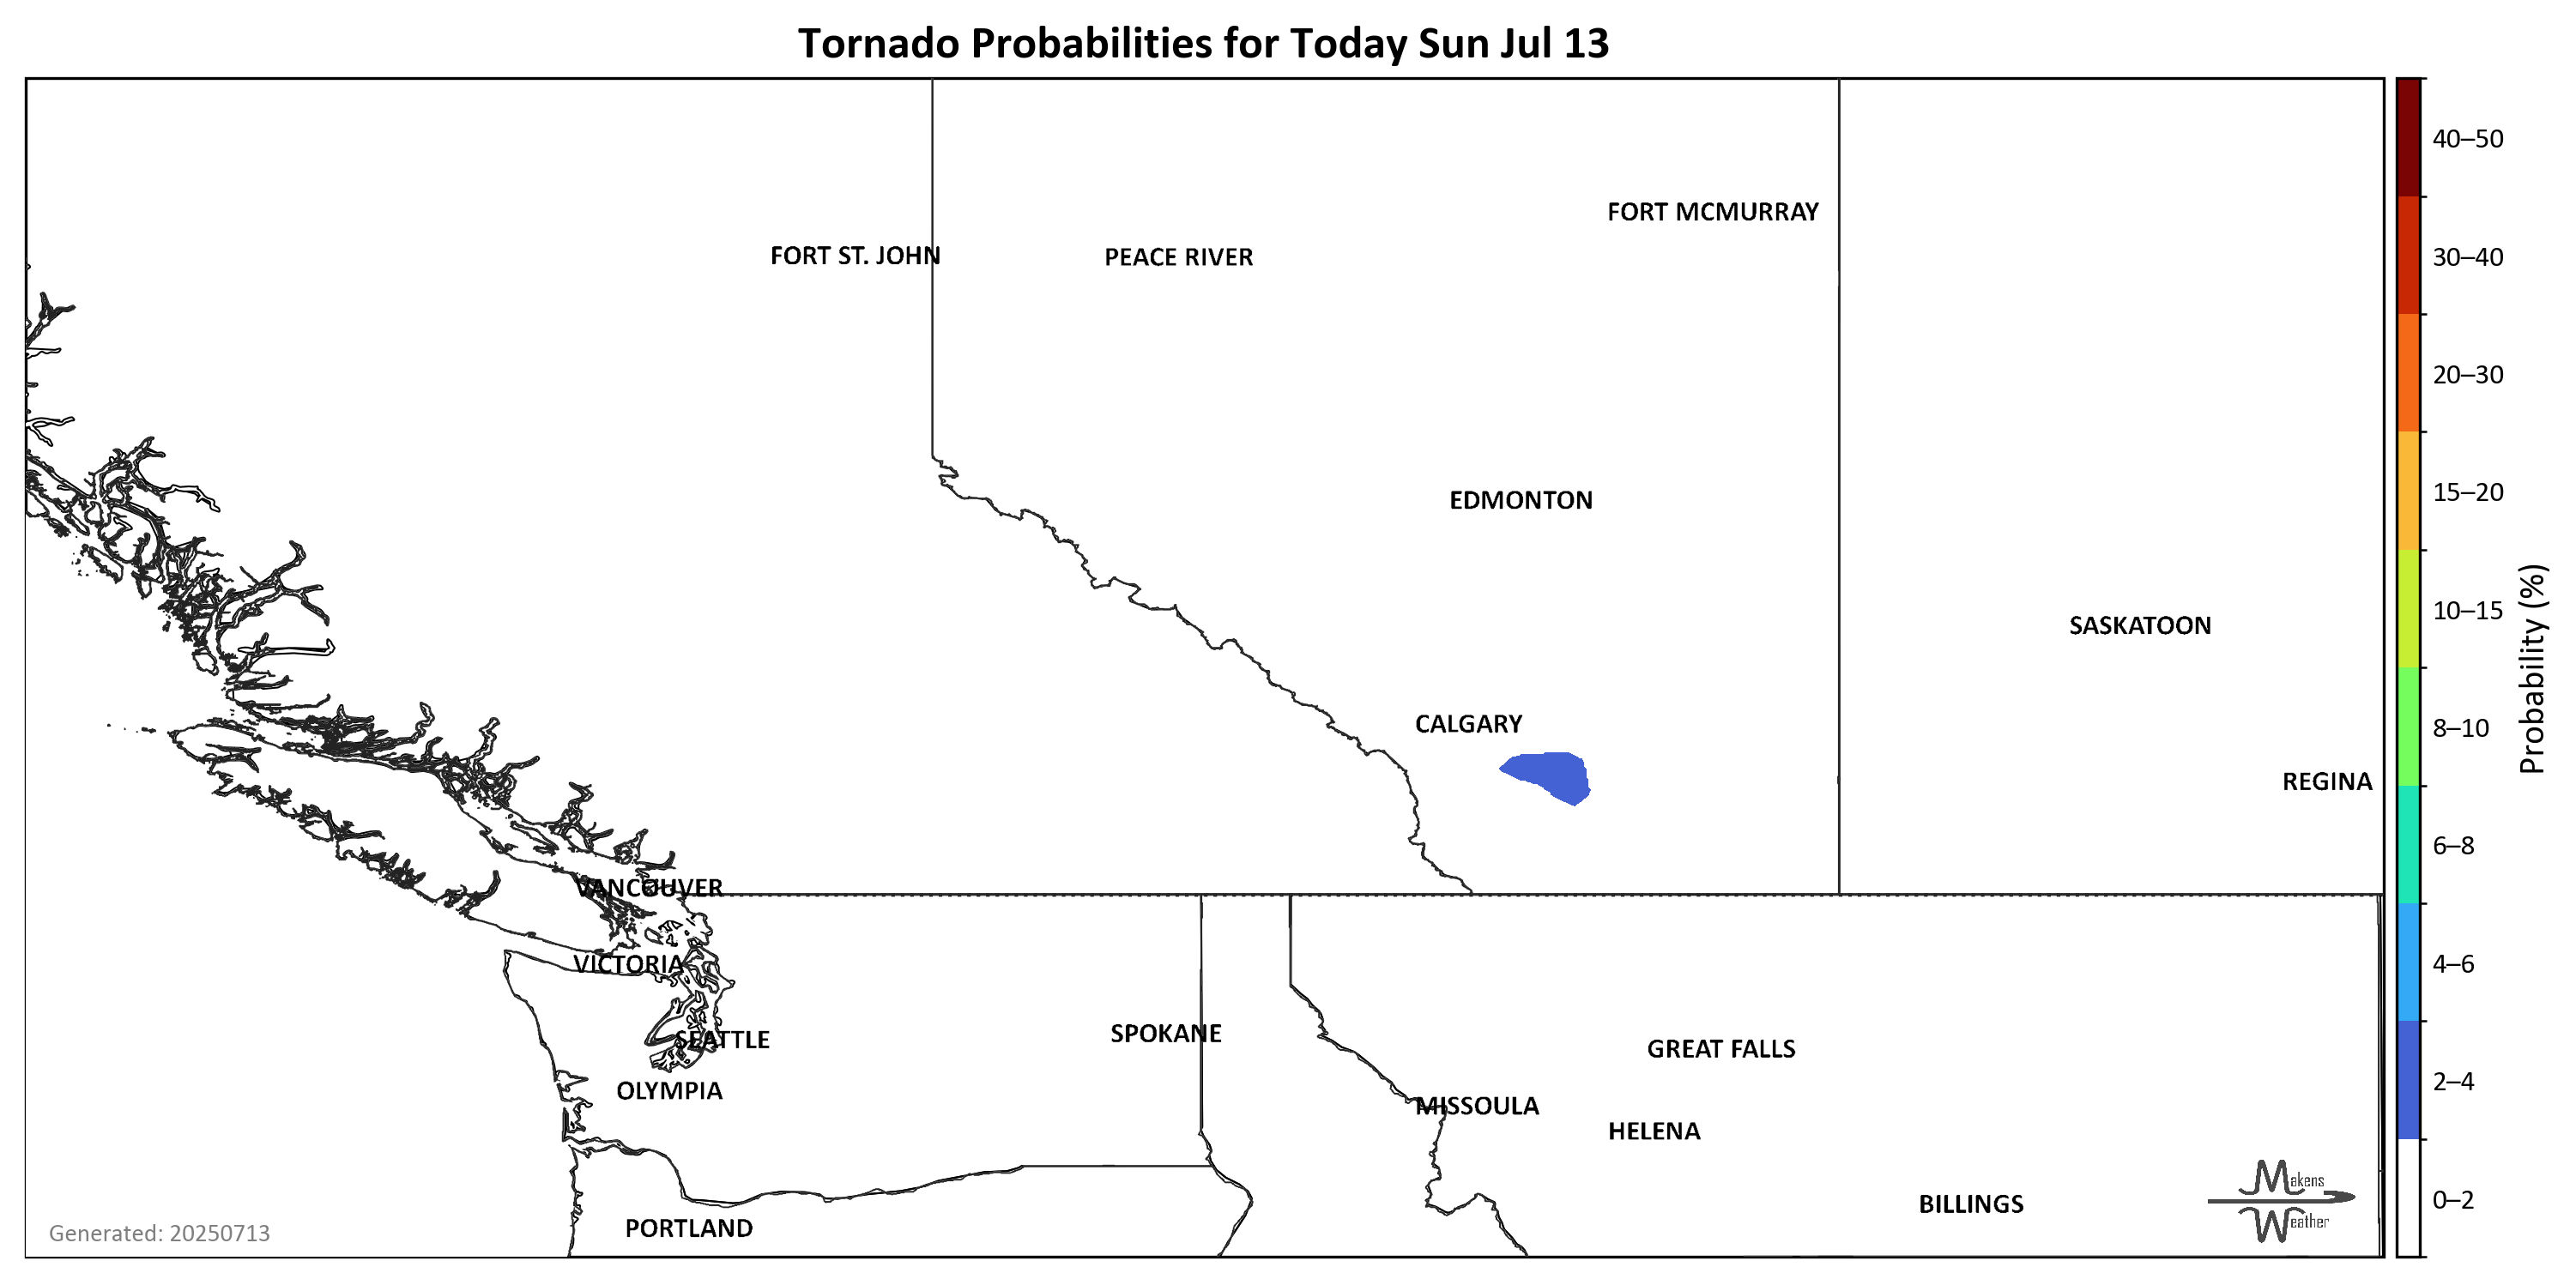 Tornado Probabilities for Today Sun Jul 13
40–50
FORT MCMURRAY
FORT ST. JOHN
PEACE RIVER
30–40
20–30
15–20
EDMONTON
10–15
SASKATOON
Probability (%)
CALGARY
8–10
REGINA
6–8
VANCOUVER
VICTORIA
4–6
SEATTLE
SPOKANE
GREAT FALLS
OLYMPIA
2–4
MISSOULA
HELENA
Makens
Weather
0–2
BILLINGS
PORTLAND
Generated: 20250713